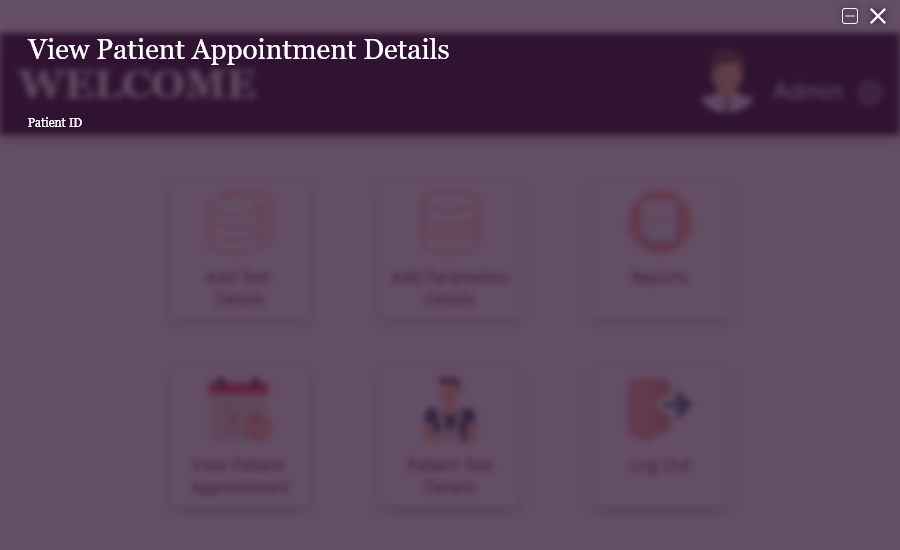 View Patient Appointment Details
WELCOME
Admin
Patient ID
Add Test
Details
Add Parameters
Details
Reports
View Patient
Appointment
Patient Test
Details
Log Out